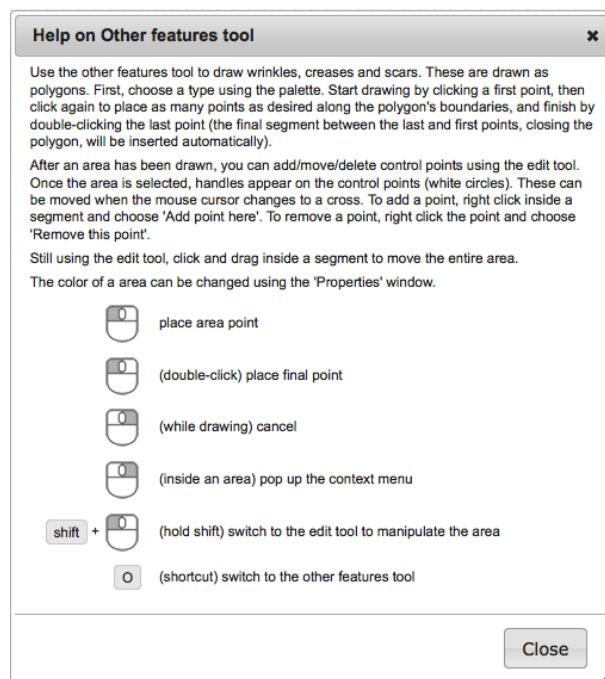 Help on Other features tool
Use the other features tool to draw wrinkles, creases and scars. These are drawn as
polygons. First, choose a type using the palette. Start drawing by clicking a first point, then
click again to place as many points as desired along the polygon's boundaries, and finish by
double-clicking the last point (the final segment between the last and first points, closing the
polygon, will be inserted automatically).
After an area has been drawn, you can add/move/delete control points using the edit tool.
Once the area is selected, handles appear on the control points (white circles). These can
be moved when the mouse cursor changes to a cross. To add a point, right click inside a
segment and choose 'Add point here'. To remove a point, right click the point and choose
'Remove this point'.
Still using the edit tool, click and drag inside a segment to move the entire area.
The color of a area can be changed using the 'Properties' window.
place area point
(double-click) place final point
(while drawing) cancel
(inside an area) pop up the context menu
shift + (hold shift) switch to the edit tool to manipulate the area
O (shortcut) switch to the other features tool
Close